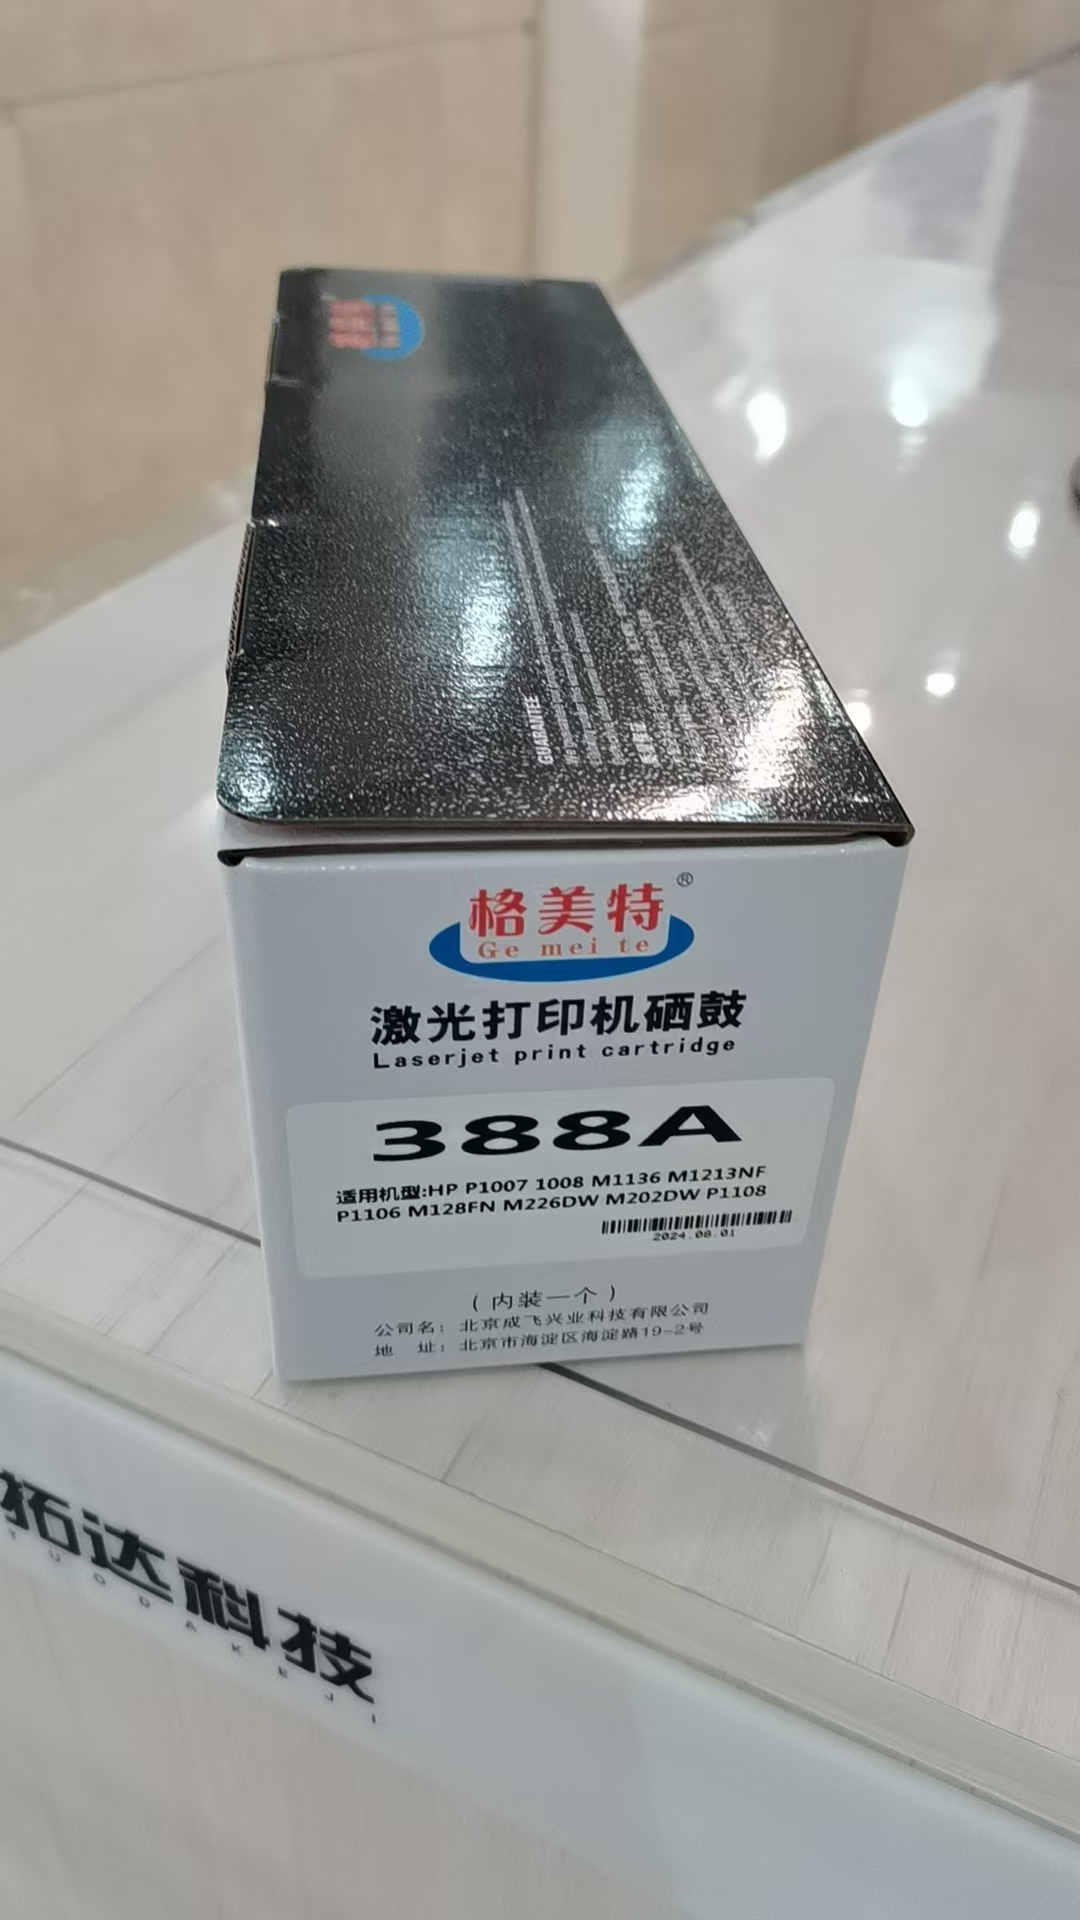 GUARANTEE
格美特®
Ge mei te
激光打印机硒鼓
Laserjet print cartridge
388A
适用机型:HP P1007 1008 M1136 M1213NF
P1106 M128FN M226DW M202DW P1108
2024.08.01
(内装一个)
公司名：北京成飞兴业科技有限公司
地 址：北京市海淀区海淀路19-2号
拓达科技
TUODAKEJI